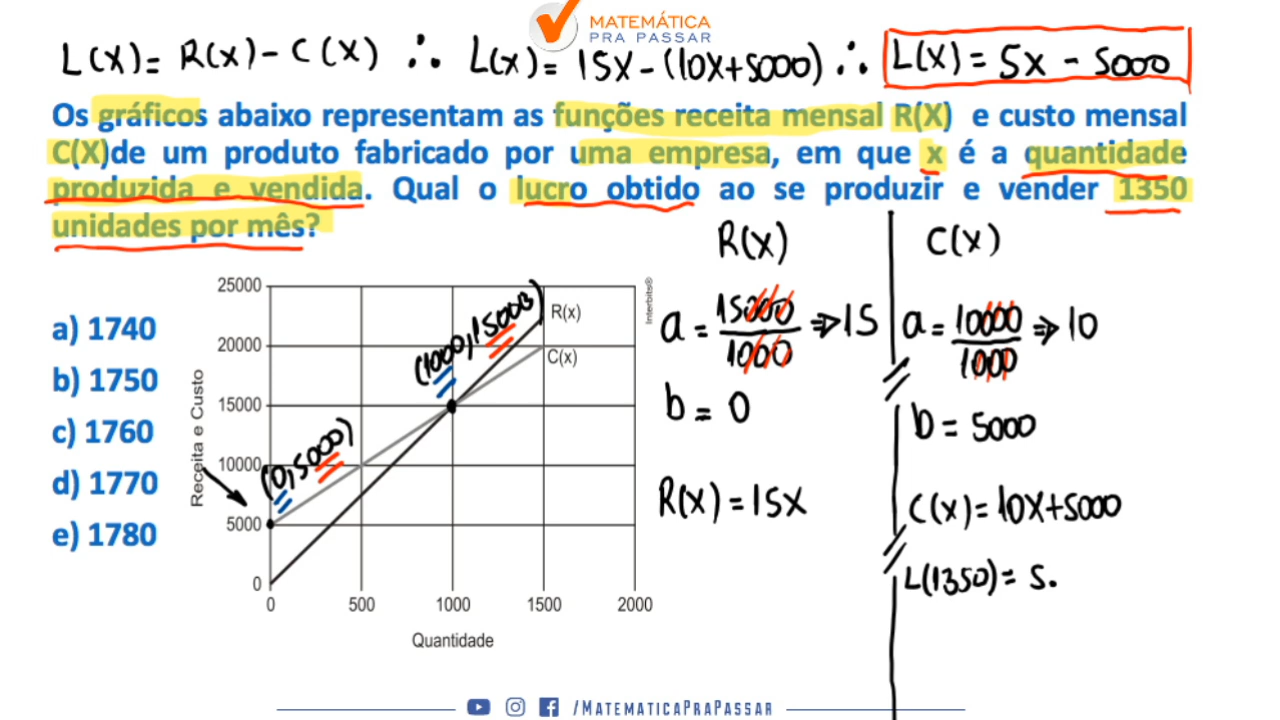 MATEMÁTICA
PRA PASSAR
L(X) = R(X) - C(X) ∴ L(X) = 15X - (10X+5000) ∴ L(X) = 5X - 5000
Os gráficos abaixo representam as funções receita mensal R(X) e custo mensal
C(X)de um produto fabricado por uma empresa, em que x é a quantidade
produzida e vendida. Qual o lucro obtido ao se produzir e vender 1350
unidades por mês?
a) 1740
b) 1750
c) 1760
d) 1770
e) 1780
Receita e Custo
25000
20000
15000
10000
5000
0
0 500 1000 1500 2000
Quantidade
R(x)
C(x)
Interbits®
(1000,15000)
(0,5000)
R(X)
a = 15000/1000 ⇒ 15
b = 0
R(X) = 15X
C(X)
a = 10000/1000 ⇒ 10
b = 5000
C(X) = 10X+5000
L(1350) = 5.
/MatematicaPraPassar